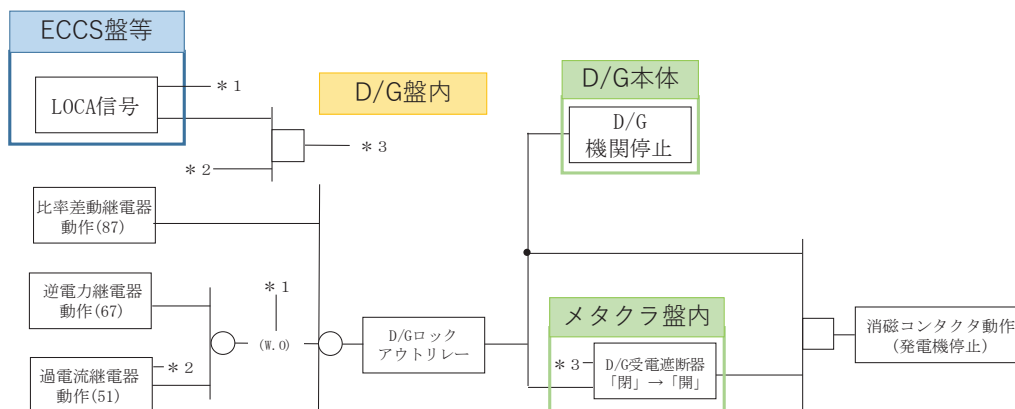 ECCS盤等
LOCA信号
*1
*2
*3
D/G盤内
D/G本体
D/G
機関停止
比率差動継電器
動作(87)
逆電力継電器
動作(67)
過電流継電器
動作(51)
*2
*1
(W.O)
D/Gロック
アウトリレー
メタクラ盤内
*3
D/G受電遮断器
「閉」→「開」
消磁コンタクタ動作
(発電機停止)